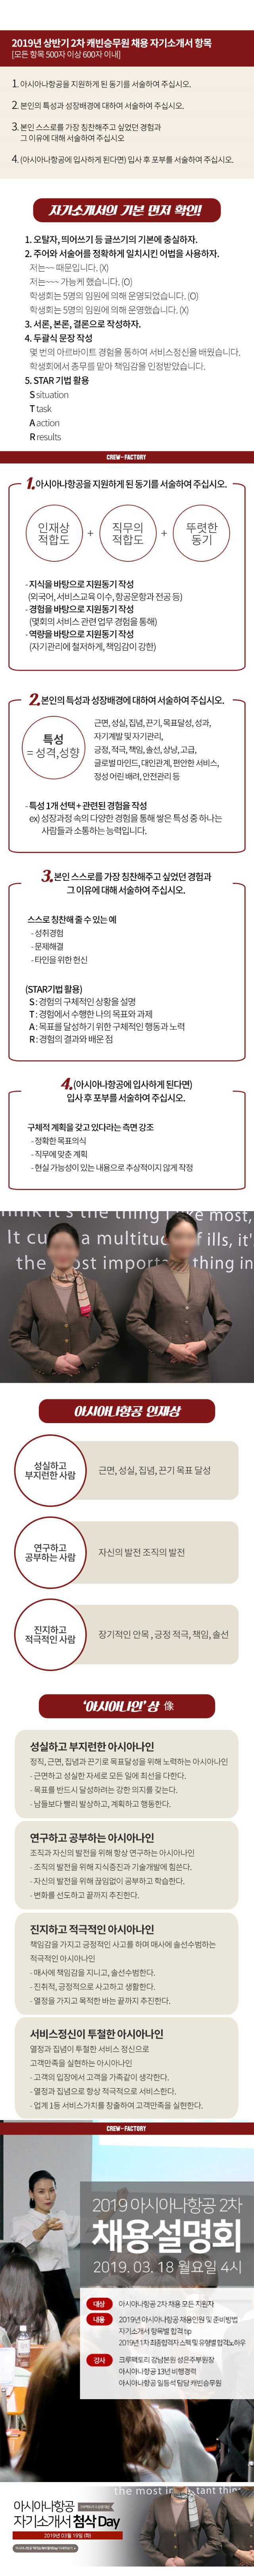 2019년 상반기 2차 캐빈승무원 채용 자기소개서 항목
[모든 항목 500자 이상 600자 이내]
1. 아시아나항공을 지원하게 된 동기를 서술하여 주십시오.
2. 본인의 특성과 성장배경에 대하여 서술하여 주십시오.
3. 본인 스스로를 가장 칭찬해주고 싶었던 경험과
그 이유에 대해 서술하여 주십시오
4. (아시아나항공에 입사하게 된다면) 입사 후 포부를 서술하여 주십시오.
자기소개서의 기본 먼저 확인!
1. 오탈자, 띄어쓰기 등 글쓰기의 기본에 충실하자.
2. 주어와 서술어를 정확하게 일치시킨 어법을 사용하자.
저는~~ 때문입니다. (X)
저는~~~ 가능케 했습니다. (O)
학생회는 5명의 임원에 의해 운영되었습니다. (O)
학생회는 5명의 임원에 의해 운영했습니다. (X)
3. 서론, 본론, 결론으로 작성하자.
4. 두괄식 문장 작성
몇 번의 아르바이트 경험을 통하여 서비스정신을 배웠습니다.
학생회에서 총무를 맡아 책임감을 인정받았습니다.
5. STAR 기법 활용
S situation
T task
A action
R results
CREW-FACTORY
1. 아시아나항공을 지원하게 된 동기를 서술하여 주십시오.
인재상
적합도
+
직무의
적합도
+
뚜렷한
동기
- 지식을 바탕으로 지원동기 작성
(외국어, 서비스교육 이수, 항공운항과 전공 등)
- 경험을 바탕으로 지원동기 작성
(몇회의 서비스 관련 업무 경험을 통해)
- 역량을 바탕으로 지원동기 작성
(자기관리에 철저하게, 책임감이 강한)
2. 본인의 특성과 성장배경에 대하여 서술하여 주십시오.
특성
= 성격,성향
근면, 성실, 집념, 끈기, 목표달성, 성과,
자기계발 및 자기관리,
긍정, 적극, 책임, 솔선, 상냥, 고급,
글로벌 마인드, 대인관계, 편안한 서비스,
정성 어린 배려, 안전관리 등
- 특성 1개 선택 + 관련된 경험을 작성
ex) 성장과정 속의 다양한 경험을 통해 쌓은 특성 중 하나는
사람들과 소통하는 능력입니다.
3. 본인 스스로를 가장 칭찬해주고 싶었던 경험과
그 이유에 대해 서술하여 주십시오.
스스로 칭찬해 줄 수 있는 예
- 성취경험
- 문제해결
- 타인을 위한 헌신
(STAR기법 활용)
S : 경험의 구체적인 상황을 설명
T : 경험에서 수행한 나의 목표와 과제
A : 목표를 달성하기 위한 구체적인 행동과 노력
R : 경험의 결과와 배운 점
4. (아시아나항공에 입사하게 된다면)
입사 후 포부를 서술하여 주십시오.
구체적 계획을 갖고 있다라는 측면 강조
- 정확한 목표의식
- 직무에 맞춘 계획
- 현실 가능성이 있는 내용으로 추상적이지 않게 작정
it's the thing most,
It a multitud ills, it'
the st import thing in
아시아나항공 인재상
성실하고
부지런한 사람
근면, 성실, 집념, 끈기 목표 달성
연구하고
공부하는 사람
자신의 발전 조직의 발전
진지하고
적극적인 사람
장기적인 안목 , 긍정 적극, 책임, 솔선
‘아시아나인’ 상 像
성실하고 부지런한 아시아나인
정직, 근면, 집념과 끈기로 목표달성을 위해 노력하는 아시아나인
- 근면하고 성실한 자세로 모든 일에 최선을 다한다.
- 목표를 반드시 달성하려는 강한 의지를 갖는다.
- 남들보다 빨리 발상하고, 계획하고 행동한다.
연구하고 공부하는 아시아나인
조직과 자신의 발전을 위해 항상 연구하는 아시아나인
- 조직의 발전을 위해 지식증진과 기술개발에 힘쓴다.
- 자신의 발전을 위해 끊임없이 공부하고 학습한다.
- 변화를 선도하고 끝까지 추진한다.
진지하고 적극적인 아시아나인
책임감을 가지고 긍정적인 사고를 하며 매사에 솔선수범하는
적극적인 아시아나인
- 매사에 책임감을 지니고, 솔선수범한다.
- 진취적, 긍정적으로 사고하고 생활한다.
- 열정을 가지고 목적한 바는 끝까지 추진한다.
서비스정신이 투철한 아시아나인
열정과 집념이 투철한 서비스 정신으로
고객만족을 실현하는 아시아나인
- 고객의 입장에서 고객을 가족같이 생각한다.
- 열정과 집념으로 항상 적극적으로 서비스한다.
- 업계 1등 서비스가치를 창출하여 고객만족을 실현한다.
CREW-FACTORY
2019 아시아나항공 2차
채용설명회
2019. 03. 18 월요일 4시
대상 아시아나항공 2차 채용 모든 지원자
내용 2019년 아시아나항공 채용인원 및 준비방법
자기소개서 항목별 합격 tip
2019년 1차 최종합격자 스펙 및 유형별 합격노하우
강사 크루팩토리 강남본원 성은주부원장
아시아나항공 13년 비행경력
아시아나항공 일등석 담당 캐빈승무원
the most i tant thin
아시아나항공
자기소개서 첨삭 Day
2019년 03월 19일 (화)